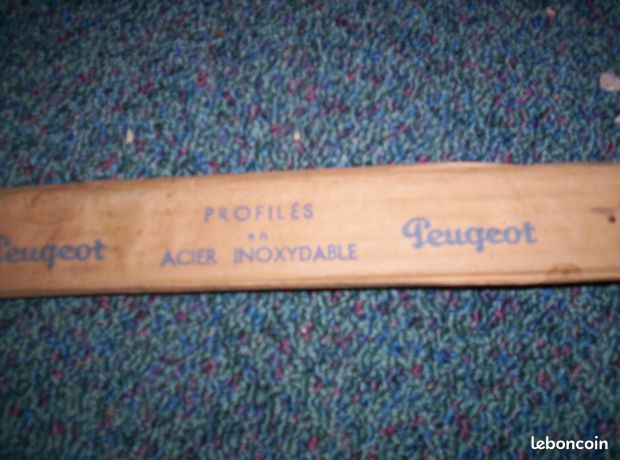 Peugeot
PROFILÉS
en
ACIER INOXYDABLE
Peugeot
leboncoin